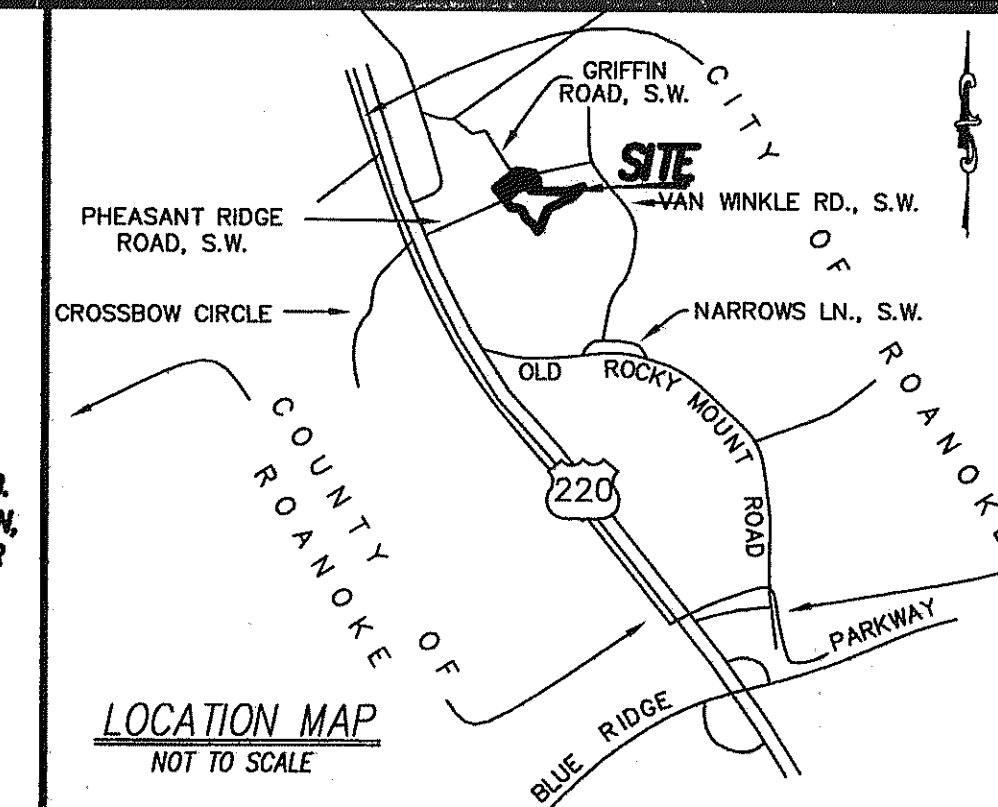 GRIFFIN
ROAD, S.W.
CITY OF ROANOKE
SITE
VAN WINKLE RD., S.W.
PHEASANT RIDGE
ROAD, S.W.
CROSSBOW CIRCLE
NARROWS LN., S.W.
OLD ROCKY MOUNT ROAD
COUNTY OF
ROANOKE
220
PARKWAY
BLUE RIDGE
LOCATION MAP
NOT TO SCALE